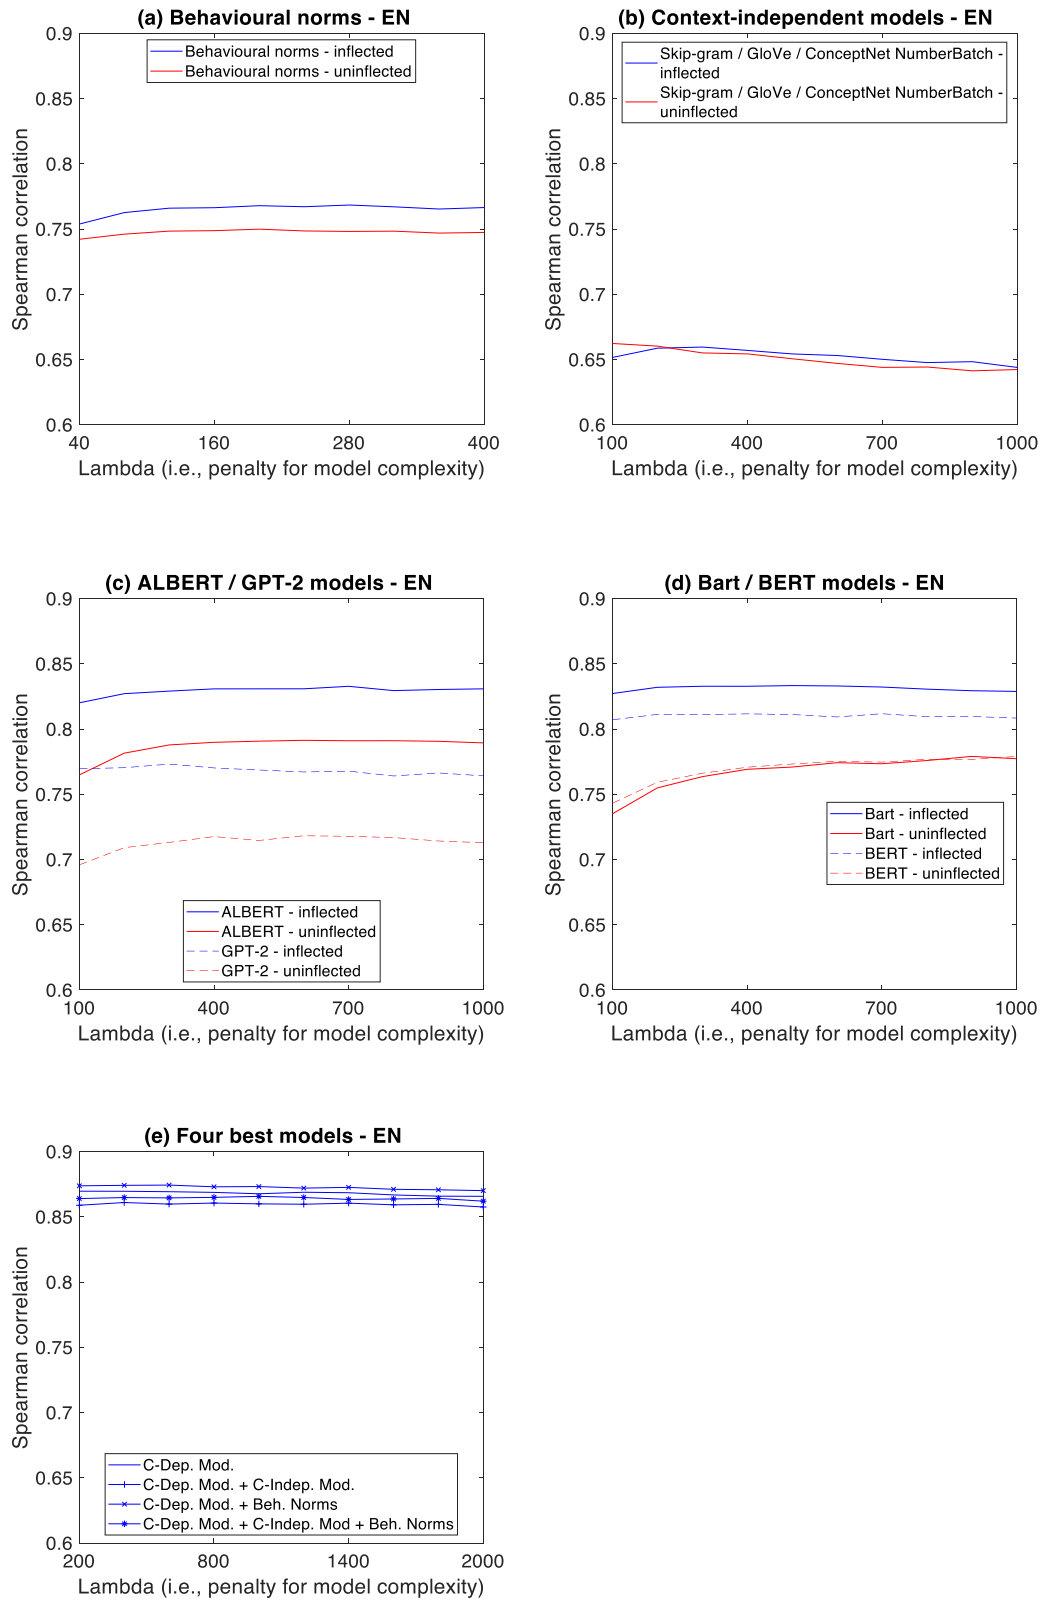 (a) Behavioural norms - EN
0.9
0.85
0.8
0.75
0.7
0.65
0.6
Spearman correlation
Behavioural norms - inflected
Behavioural norms - uninflected
40
160
280
400
Lambda (i.e., penalty for model complexity)
(b) Context-independent models - EN
0.9
0.85
0.8
0.75
0.7
0.65
0.6
Spearman correlation
Skip-gram / GloVe / ConceptNet NumberBatch -
inflected
Skip-gram / GloVe / ConceptNet NumberBatch -
uninflected
100
400
700
1000
Lambda (i.e., penalty for model complexity)
(c) ALBERT / GPT-2 models - EN
0.9
0.85
0.8
0.75
0.7
0.65
0.6
Spearman correlation
ALBERT - inflected
ALBERT - uninflected
GPT-2 - inflected
GPT-2 - uninflected
100
400
700
1000
Lambda (i.e., penalty for model complexity)
(d) Bart / BERT models - EN
0.9
0.85
0.8
0.75
0.7
0.65
0.6
Spearman correlation
Bart - inflected
Bart - uninflected
BERT - inflected
BERT - uninflected
100
400
700
1000
Lambda (i.e., penalty for model complexity)
(e) Four best models - EN
0.9
0.85
0.8
0.75
0.7
0.65
0.6
Spearman correlation
C-Dep. Mod.
C-Dep. Mod. + C-Indep. Mod.
C-Dep. Mod. + Beh. Norms
C-Dep. Mod. + C-Indep. Mod + Beh. Norms
200
800
1400
2000
Lambda (i.e., penalty for model complexity)